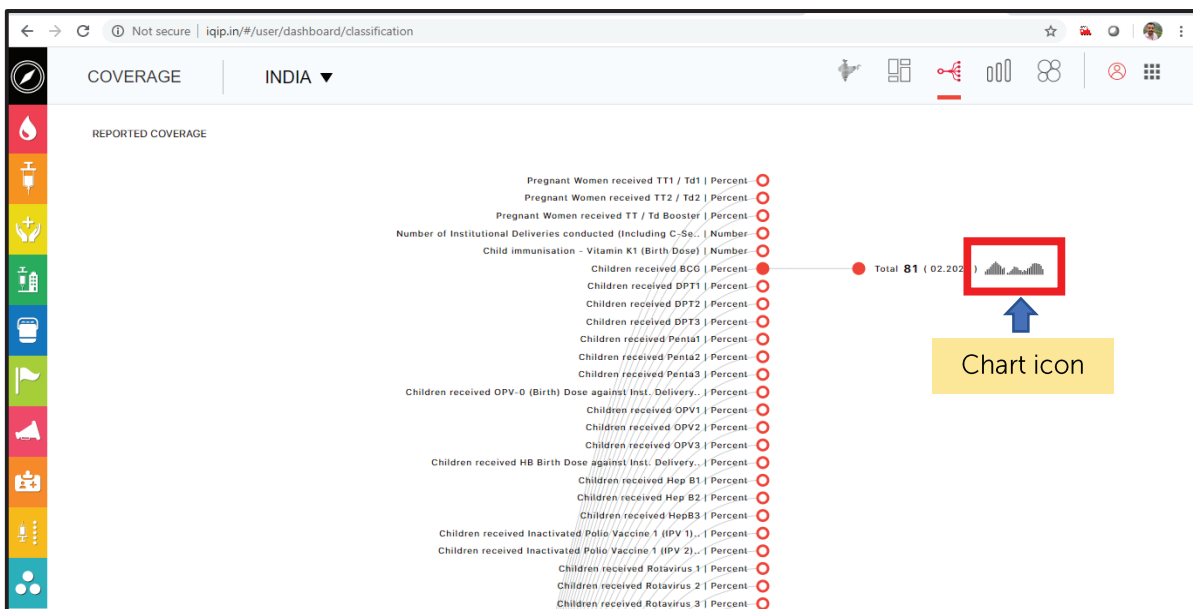 Not secure | iqip.in/#/user/dashboard/classification
COVERAGE
INDIA ▼
REPORTED COVERAGE
Pregnant Women received TT1 / Td1 | Percent
Pregnant Women received TT2 / Td2 | Percent
Pregnant Women received TT / Td Booster | Percent
Number of Institutional Deliveries conducted (Including C-Se.. | Number
Child immunisation - Vitamin K1 (Birth Dose) | Number
Children received BCG | Percent
Total 81 ( 02.202 )
Children received DPT1 | Percent
Children received DPT2 | Percent
Children received DPT3 | Percent
Children received Penta1 | Percent
Children received Penta2 | Percent
Children received Penta3 | Percent
Chart icon
Children received OPV-0 (Birth) Dose against Inst. Delivery.. | Percent
Children received OPV1 | Percent
Children received OPV2 | Percent
Children received OPV3 | Percent
Children received HB Birth Dose against Inst. Delivery.. | Percent
Children received Hep B1 | Percent
Children received Hep B2 | Percent
Children received HepB3 | Percent
Children received Inactivated Polio Vaccine 1 (IPV 1).. | Percent
Children received Inactivated Polio Vaccine 1 (IPV 2).. | Percent
Children received Rotavirus 1 | Percent
Children received Rotavirus 2 | Percent
Children received Rotavirus 3 | Percent